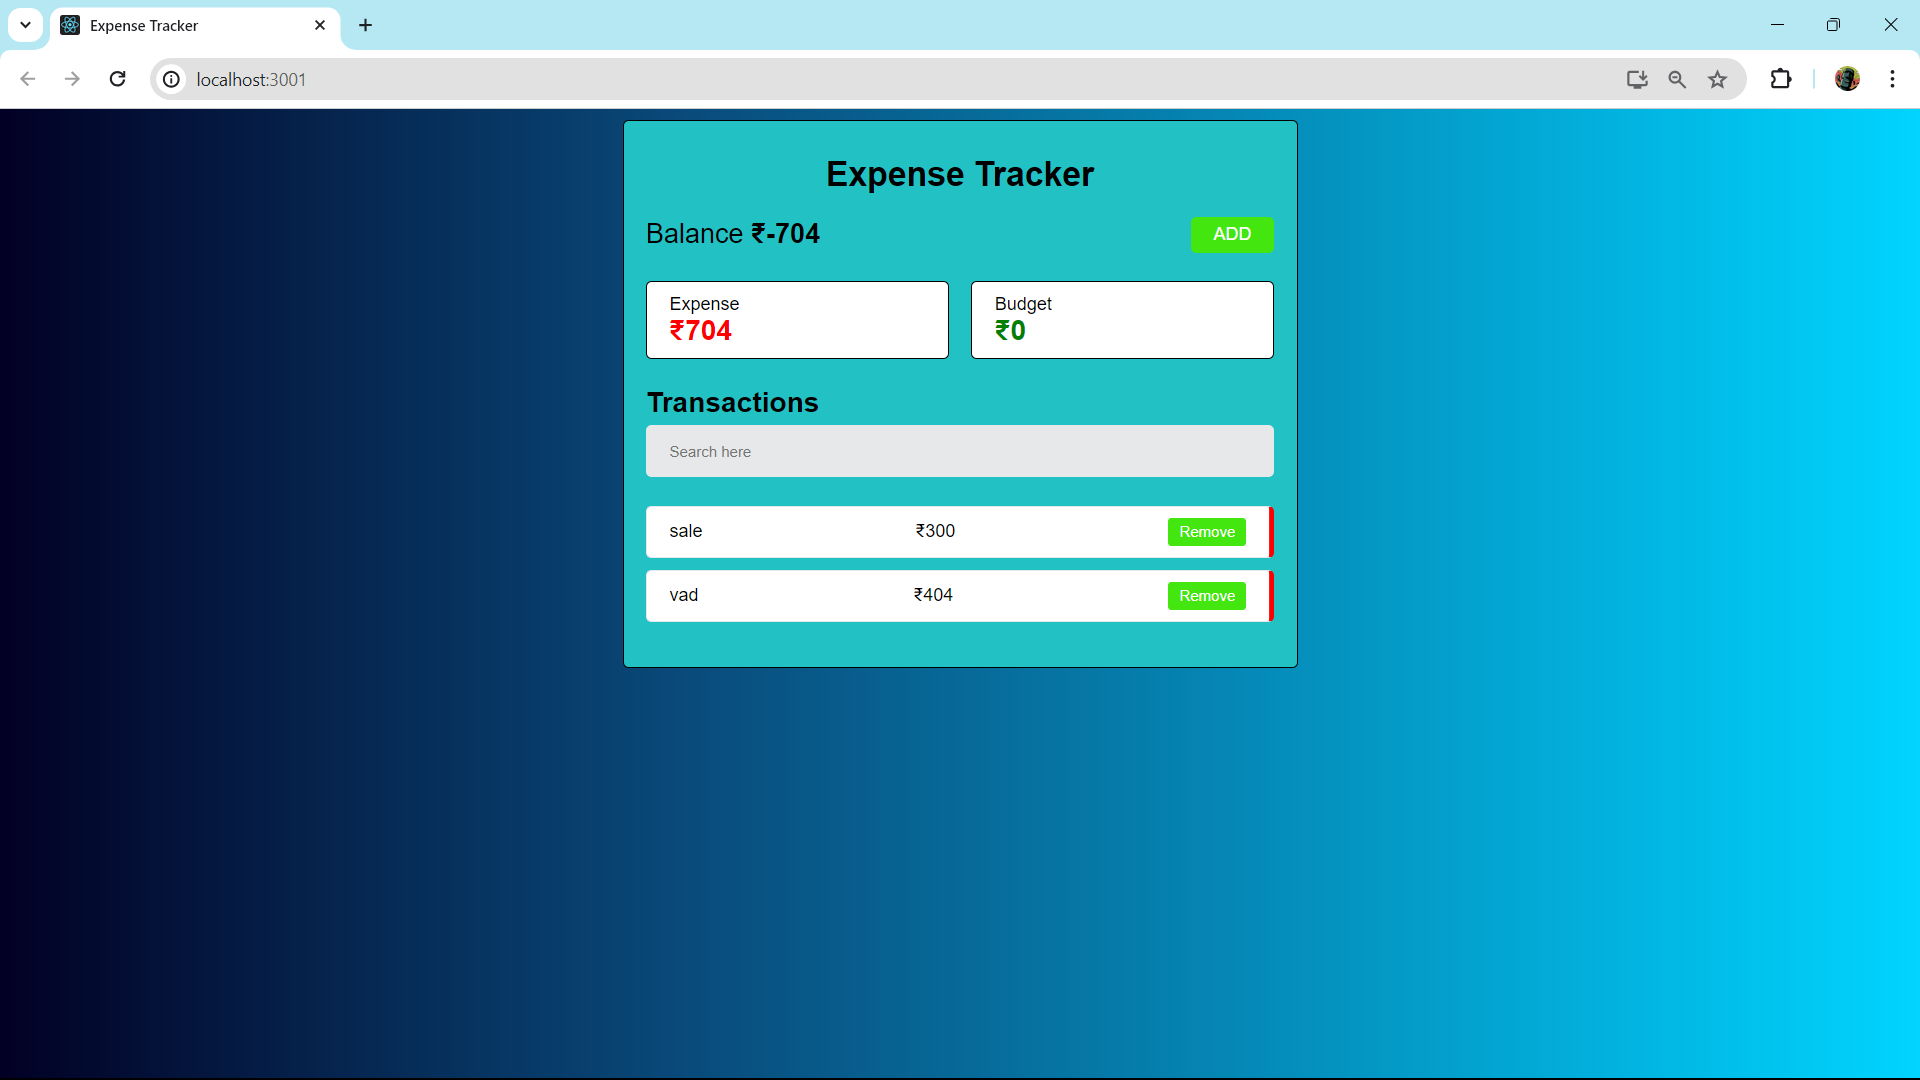 Expense Tracker
localhost:3001
Expense Tracker
Balance ₹-704
ADD
Expense
₹704
Budget
₹0
Transactions
Search here
sale ₹300 Remove
vad ₹404 Remove